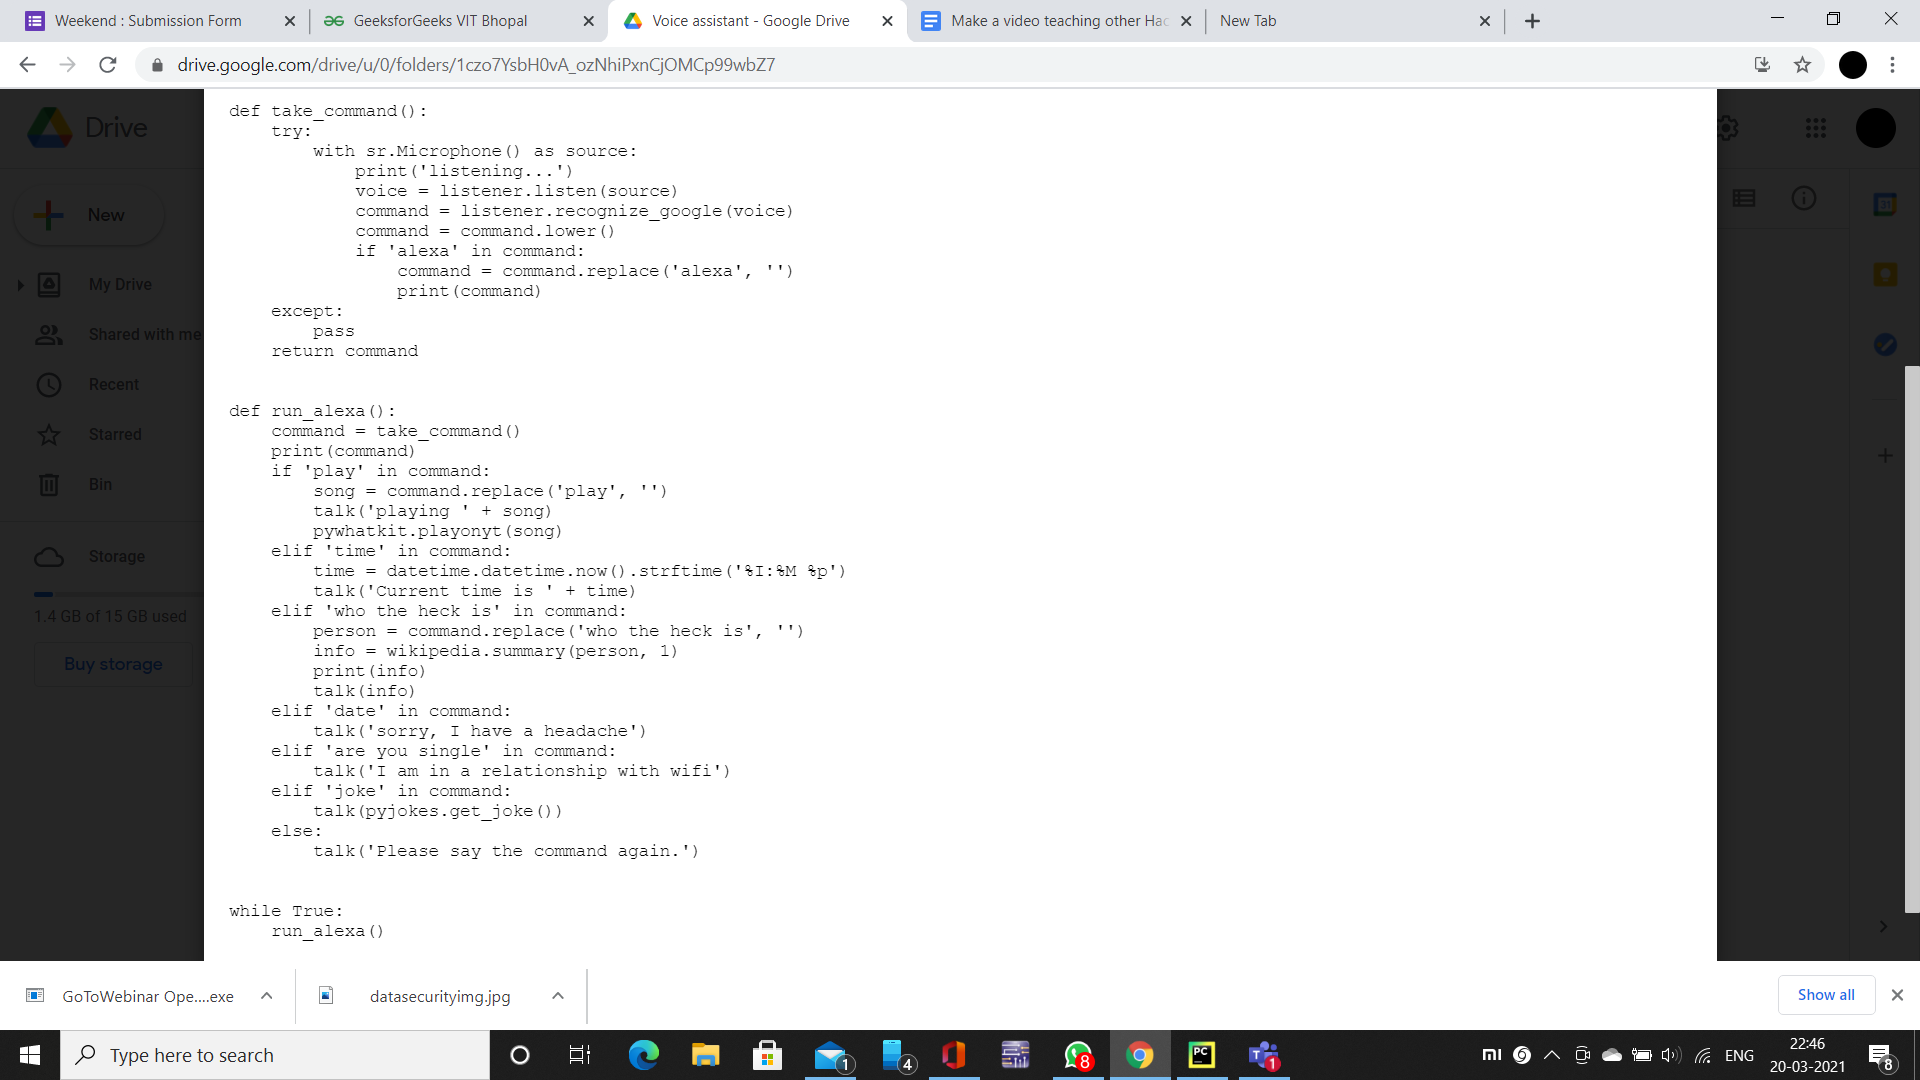 Weekend : Submission Form
GeeksforGeeks VIT Bhopal
Voice assistant - Google Drive
Make a video teaching other Hac
New Tab
drive.google.com/drive/u/0/folders/1czo7YsbH0vA_ozNhiPxnCjOMCp99wbZ7
Drive
New
My Drive
Shared with me
Recent
Starred
Bin
Storage
1.4 GB of 15 GB used
Buy storage
31
def take_command():
    try:
        with sr.Microphone() as source:
            print('listening...')
            voice = listener.listen(source)
            command = listener.recognize_google(voice)
            command = command.lower()
            if 'alexa' in command:
                command = command.replace('alexa', '')
                print(command)
    except:
        pass
    return command
def run_alexa():
    command = take_command()
    print(command)
    if 'play' in command:
        song = command.replace('play', '')
        talk('playing ' + song)
        pywhatkit.playonyt(song)
    elif 'time' in command:
        time = datetime.datetime.now().strftime('%I:%M %p')
        talk('Current time is ' + time)
    elif 'who the heck is' in command:
        person = command.replace('who the heck is', '')
        info = wikipedia.summary(person, 1)
        print(info)
        talk(info)
    elif 'date' in command:
        talk('sorry, I have a headache')
    elif 'are you single' in command:
        talk('I am in a relationship with wifi')
    elif 'joke' in command:
        talk(pyjokes.get_joke())
    else:
        talk('Please say the command again.')
while True:
    run_alexa()
GoToWebinar Ope....exe
datasecurityimg.jpg
Show all
Type here to search
1
4
8
PC
T
1
mi
ENG
22:46
20-03-2021
8